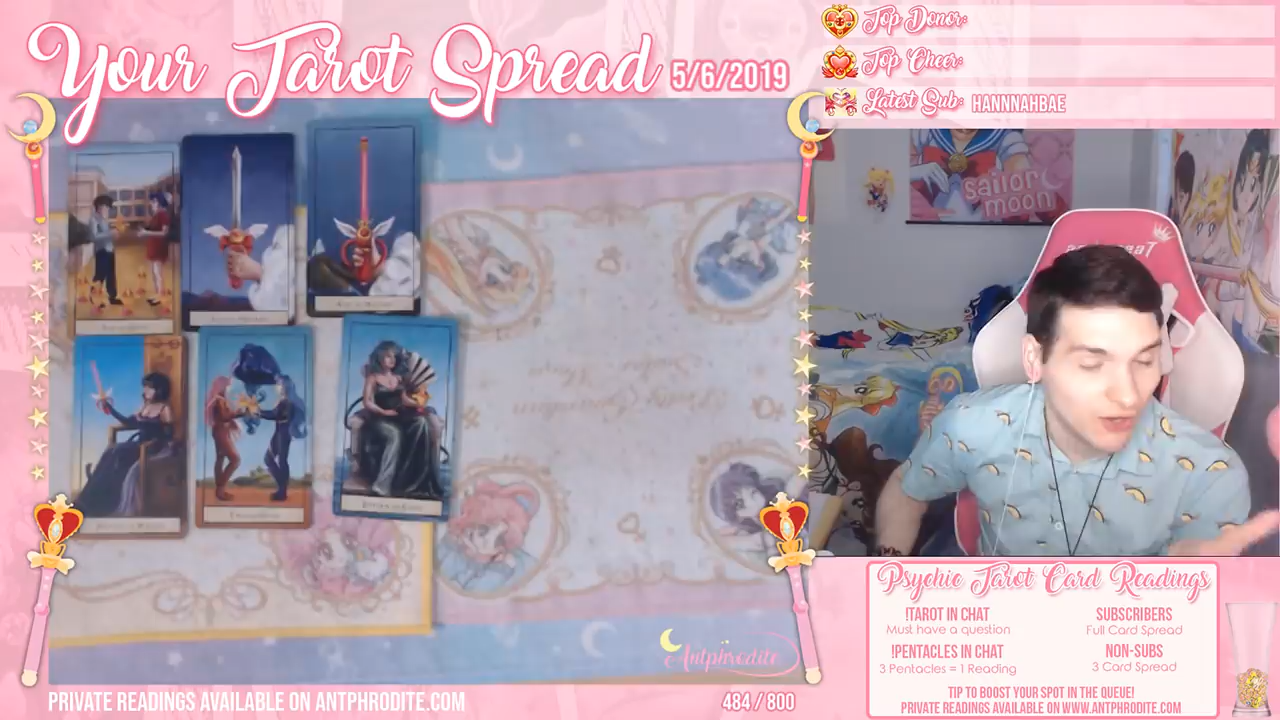 Your Tarot Spread 5/6/2019
Top Donor:
Top Cheer:
Latest Sub: HANNNAHBAE
sailor
moon
Antphrodite
PRIVATE READINGS AVAILABLE ON ANTPHRODITE.COM
484 / 800
Psychic Tarot Card Readings
!TAROT IN CHAT
Must have a question
SUBSCRIBERS
Full Card Spread
!PENTACLES IN CHAT
3 Pentacles = 1 Reading
NON-SUBS
3 Card Spread
TIP TO BOOST YOUR SPOT IN THE QUEUE!
PRIVATE READINGS AVAILABLE ON WWW.ANTPHRODITE.COM